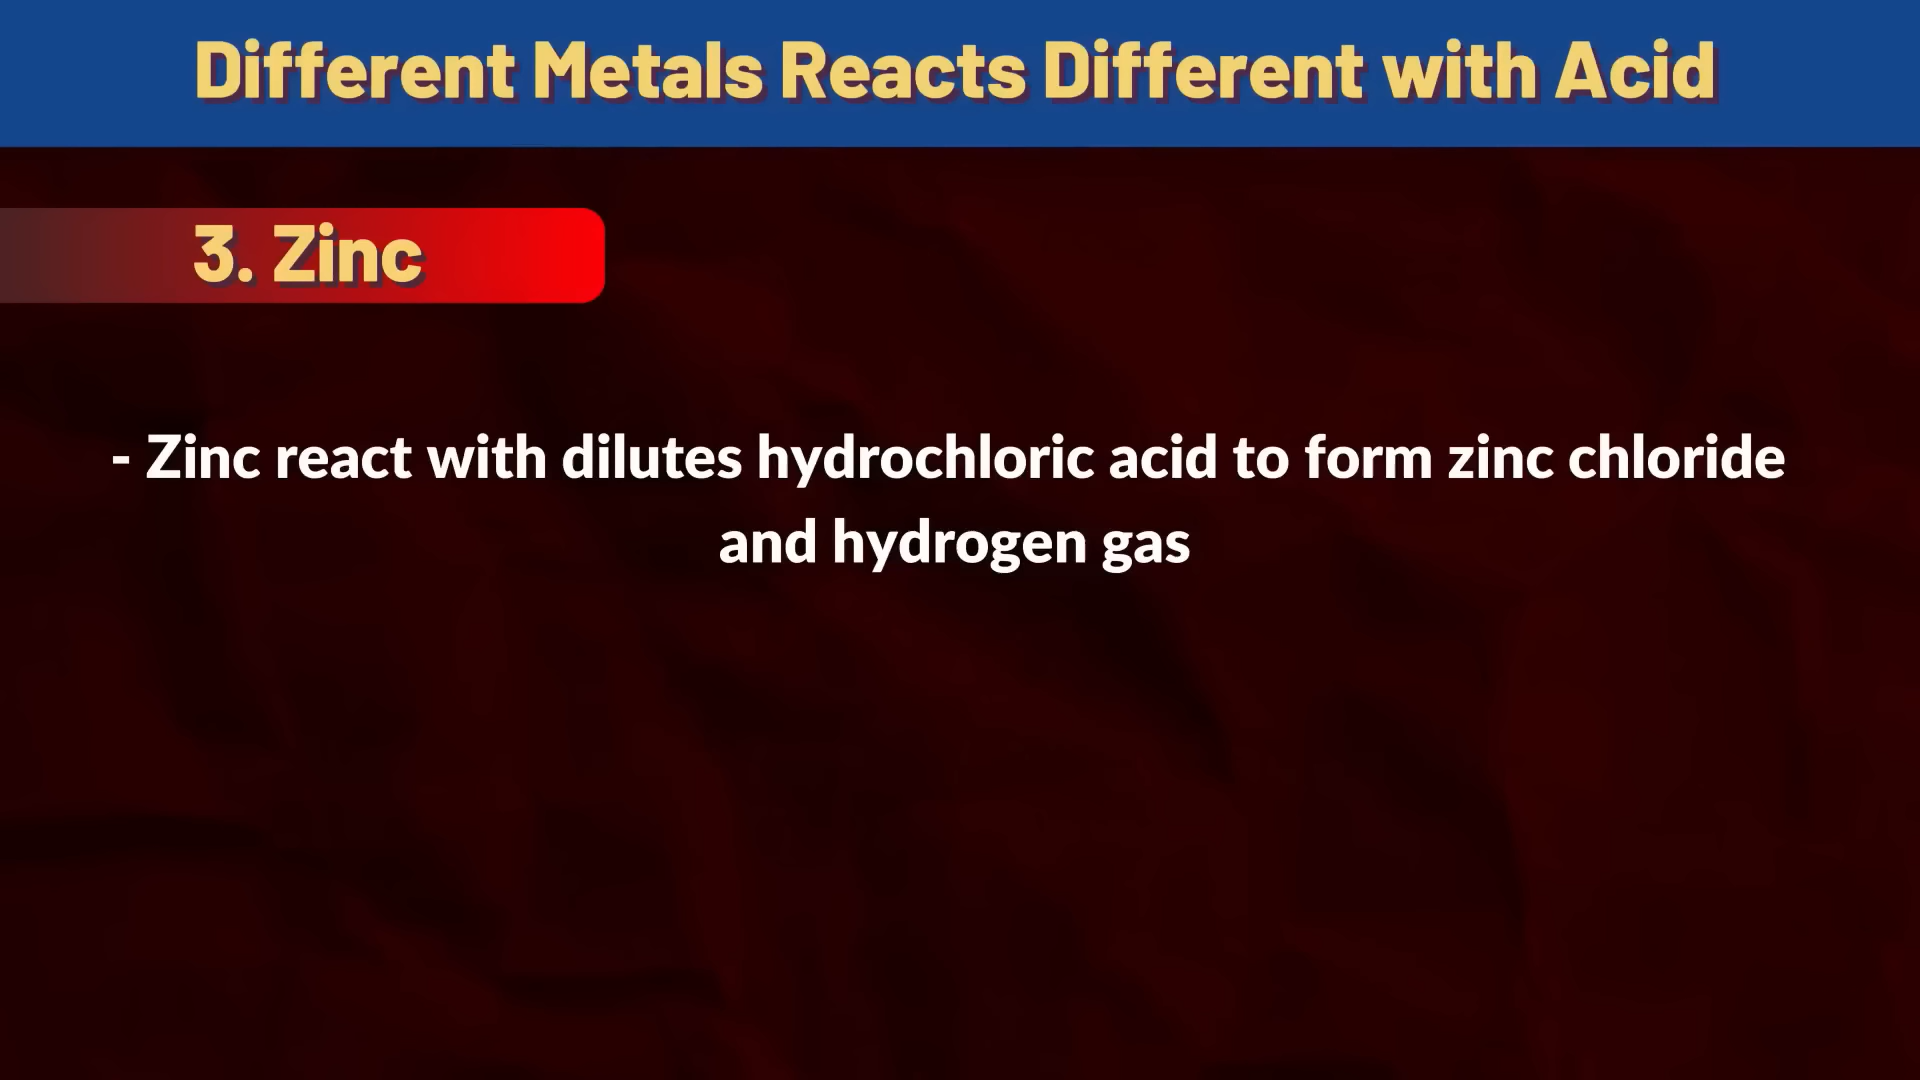 Different Metals Reacts Different with Acid
3. Zinc
- Zinc react with dilutes hydrochloric acid to form zinc chloride
and hydrogen gas